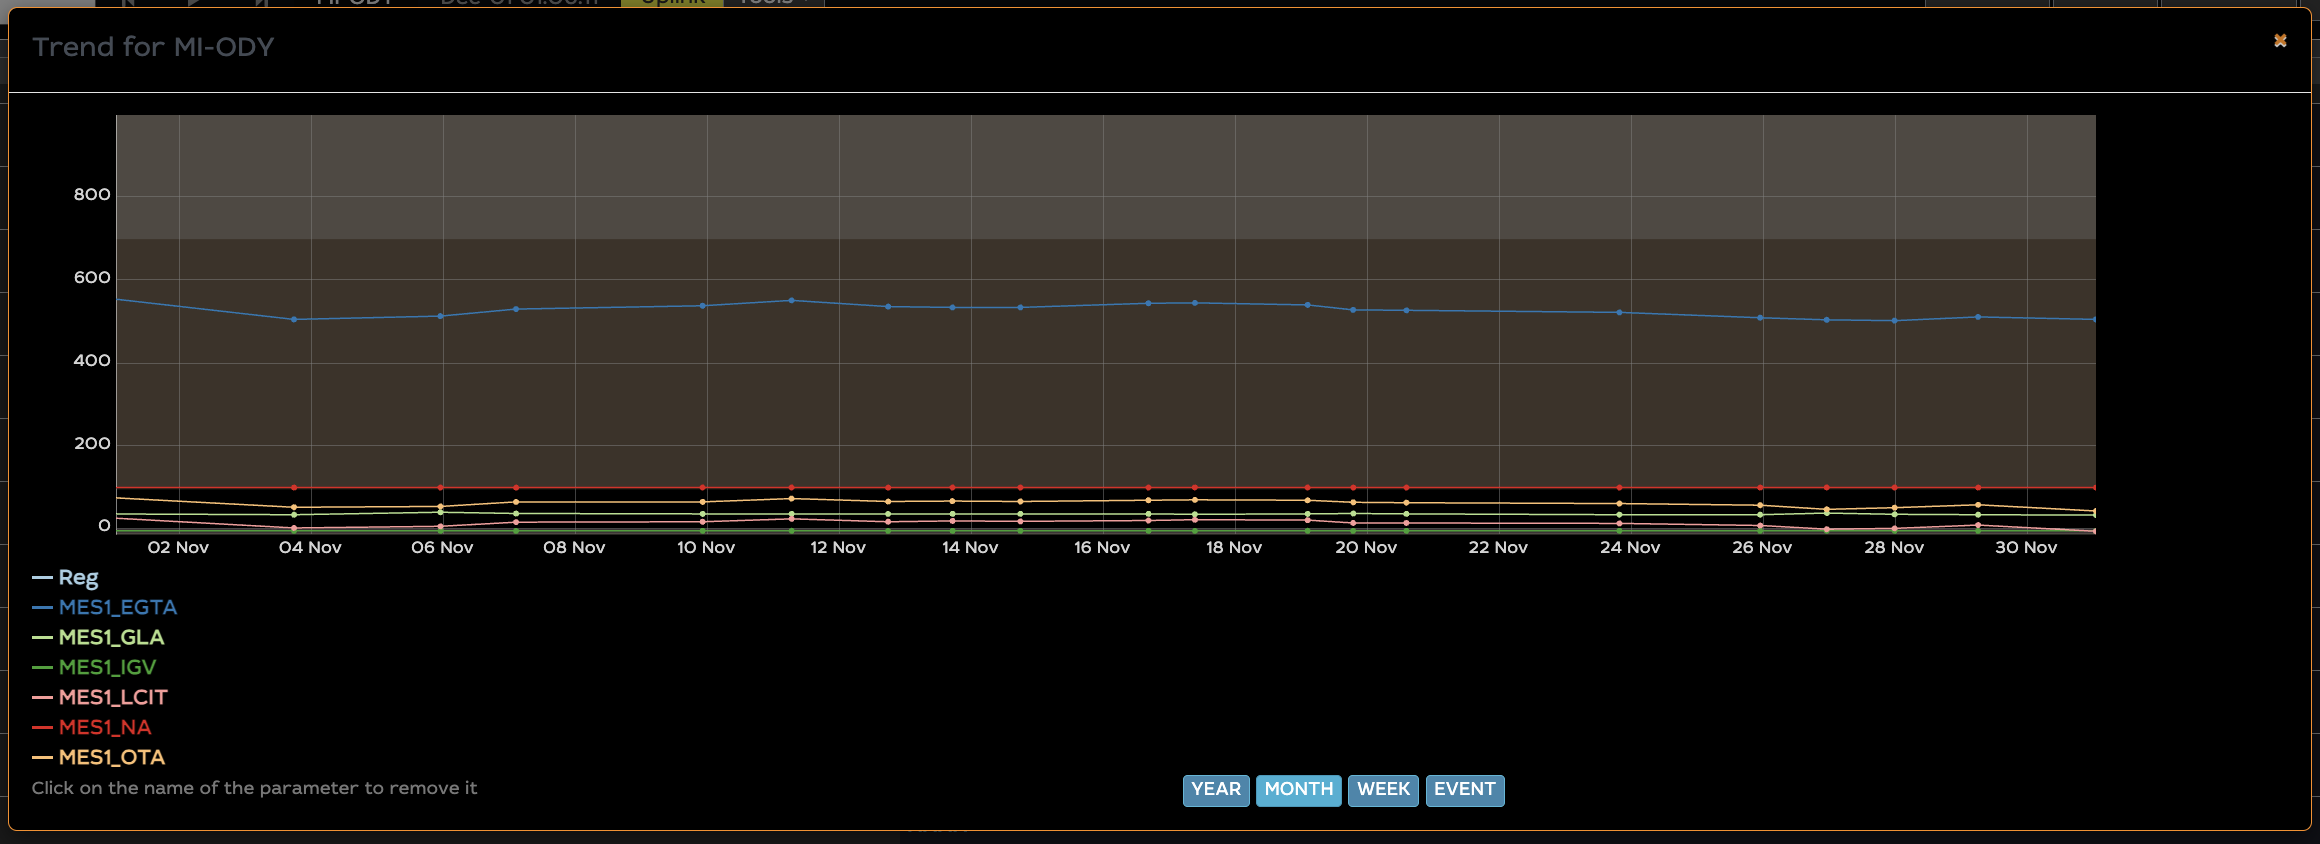 Trend for MI-ODY
800
600
400
200
0
02 Nov 04 Nov 06 Nov 08 Nov 10 Nov 12 Nov 14 Nov 16 Nov 18 Nov 20 Nov 22 Nov 24 Nov 26 Nov 28 Nov 30 Nov
Reg
MES1_EGTA
MES1_GLA
MES1_IGV
MES1_LCIT
MES1_NA
MES1_OTA
Click on the name of the parameter to remove it
YEAR MONTH WEEK EVENT